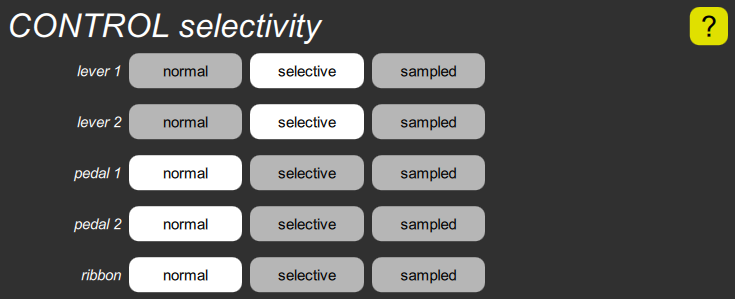 CONTROL selectivity ?
lever 1 normal selective sampled
lever 2 normal selective sampled
pedal 1 normal selective sampled
pedal 2 normal selective sampled
ribbon normal selective sampled